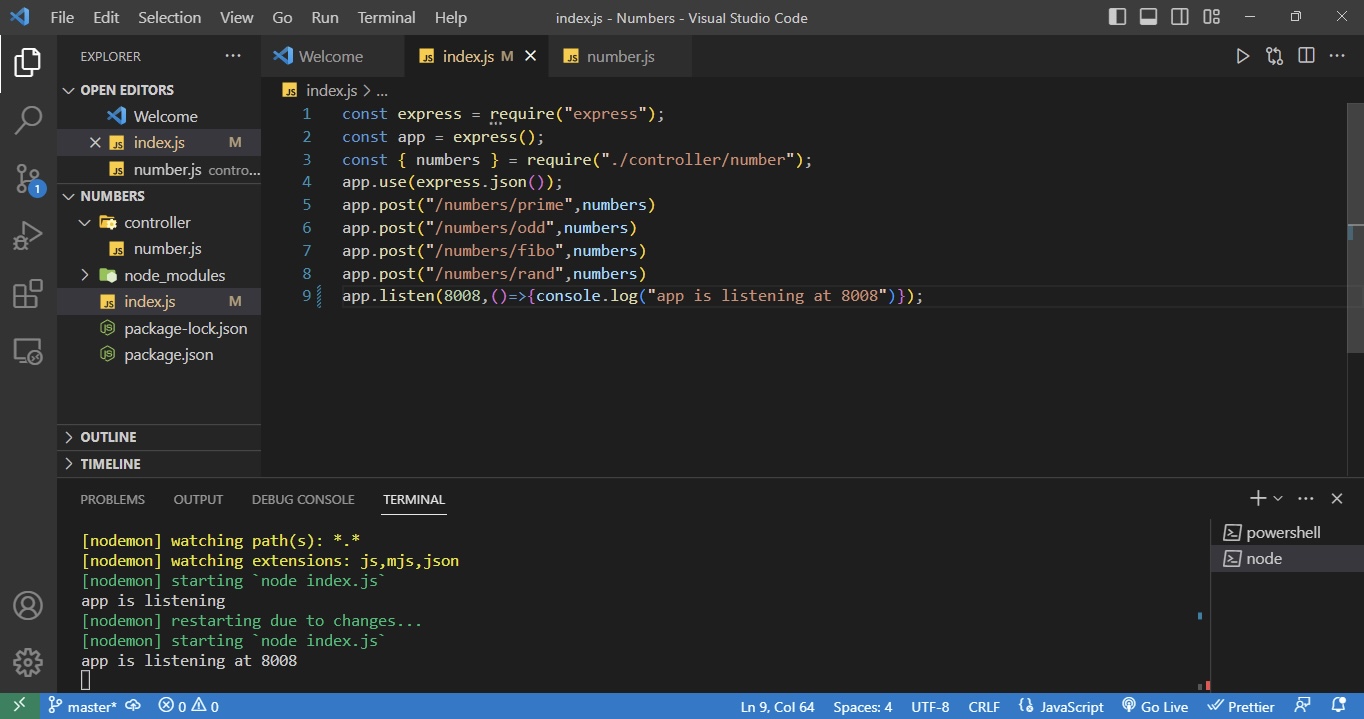 File Edit Selection View Go Run Terminal Help index.js - Numbers - Visual Studio Code
EXPLORER
Welcome index.js M number.js
OPEN EDITORS
Welcome
index.js M
number.js contro...
NUMBERS
controller
number.js
node_modules
index.js M
package-lock.json
package.json
OUTLINE
TIMELINE
index.js > ...
1 const express = require("express");
2 const app = express();
3 const { numbers } = require("./controller/number");
4 app.use(express.json());
5 app.post("/numbers/prime",numbers)
6 app.post("/numbers/odd",numbers)
7 app.post("/numbers/fibo",numbers)
8 app.post("/numbers/rand",numbers)
9 app.listen(8008,()=>{console.log("app is listening at 8008")});
PROBLEMS OUTPUT DEBUG CONSOLE TERMINAL
[nodemon] watching path(s): *.*
[nodemon] watching extensions: js,mjs,json
[nodemon] starting `node index.js`
app is listening
[nodemon] restarting due to changes...
[nodemon] starting `node index.js`
app is listening at 8008
powershell
node
1
master* 0 0 Ln 9, Col 64 Spaces: 4 UTF-8 CRLF JavaScript Go Live Prettier